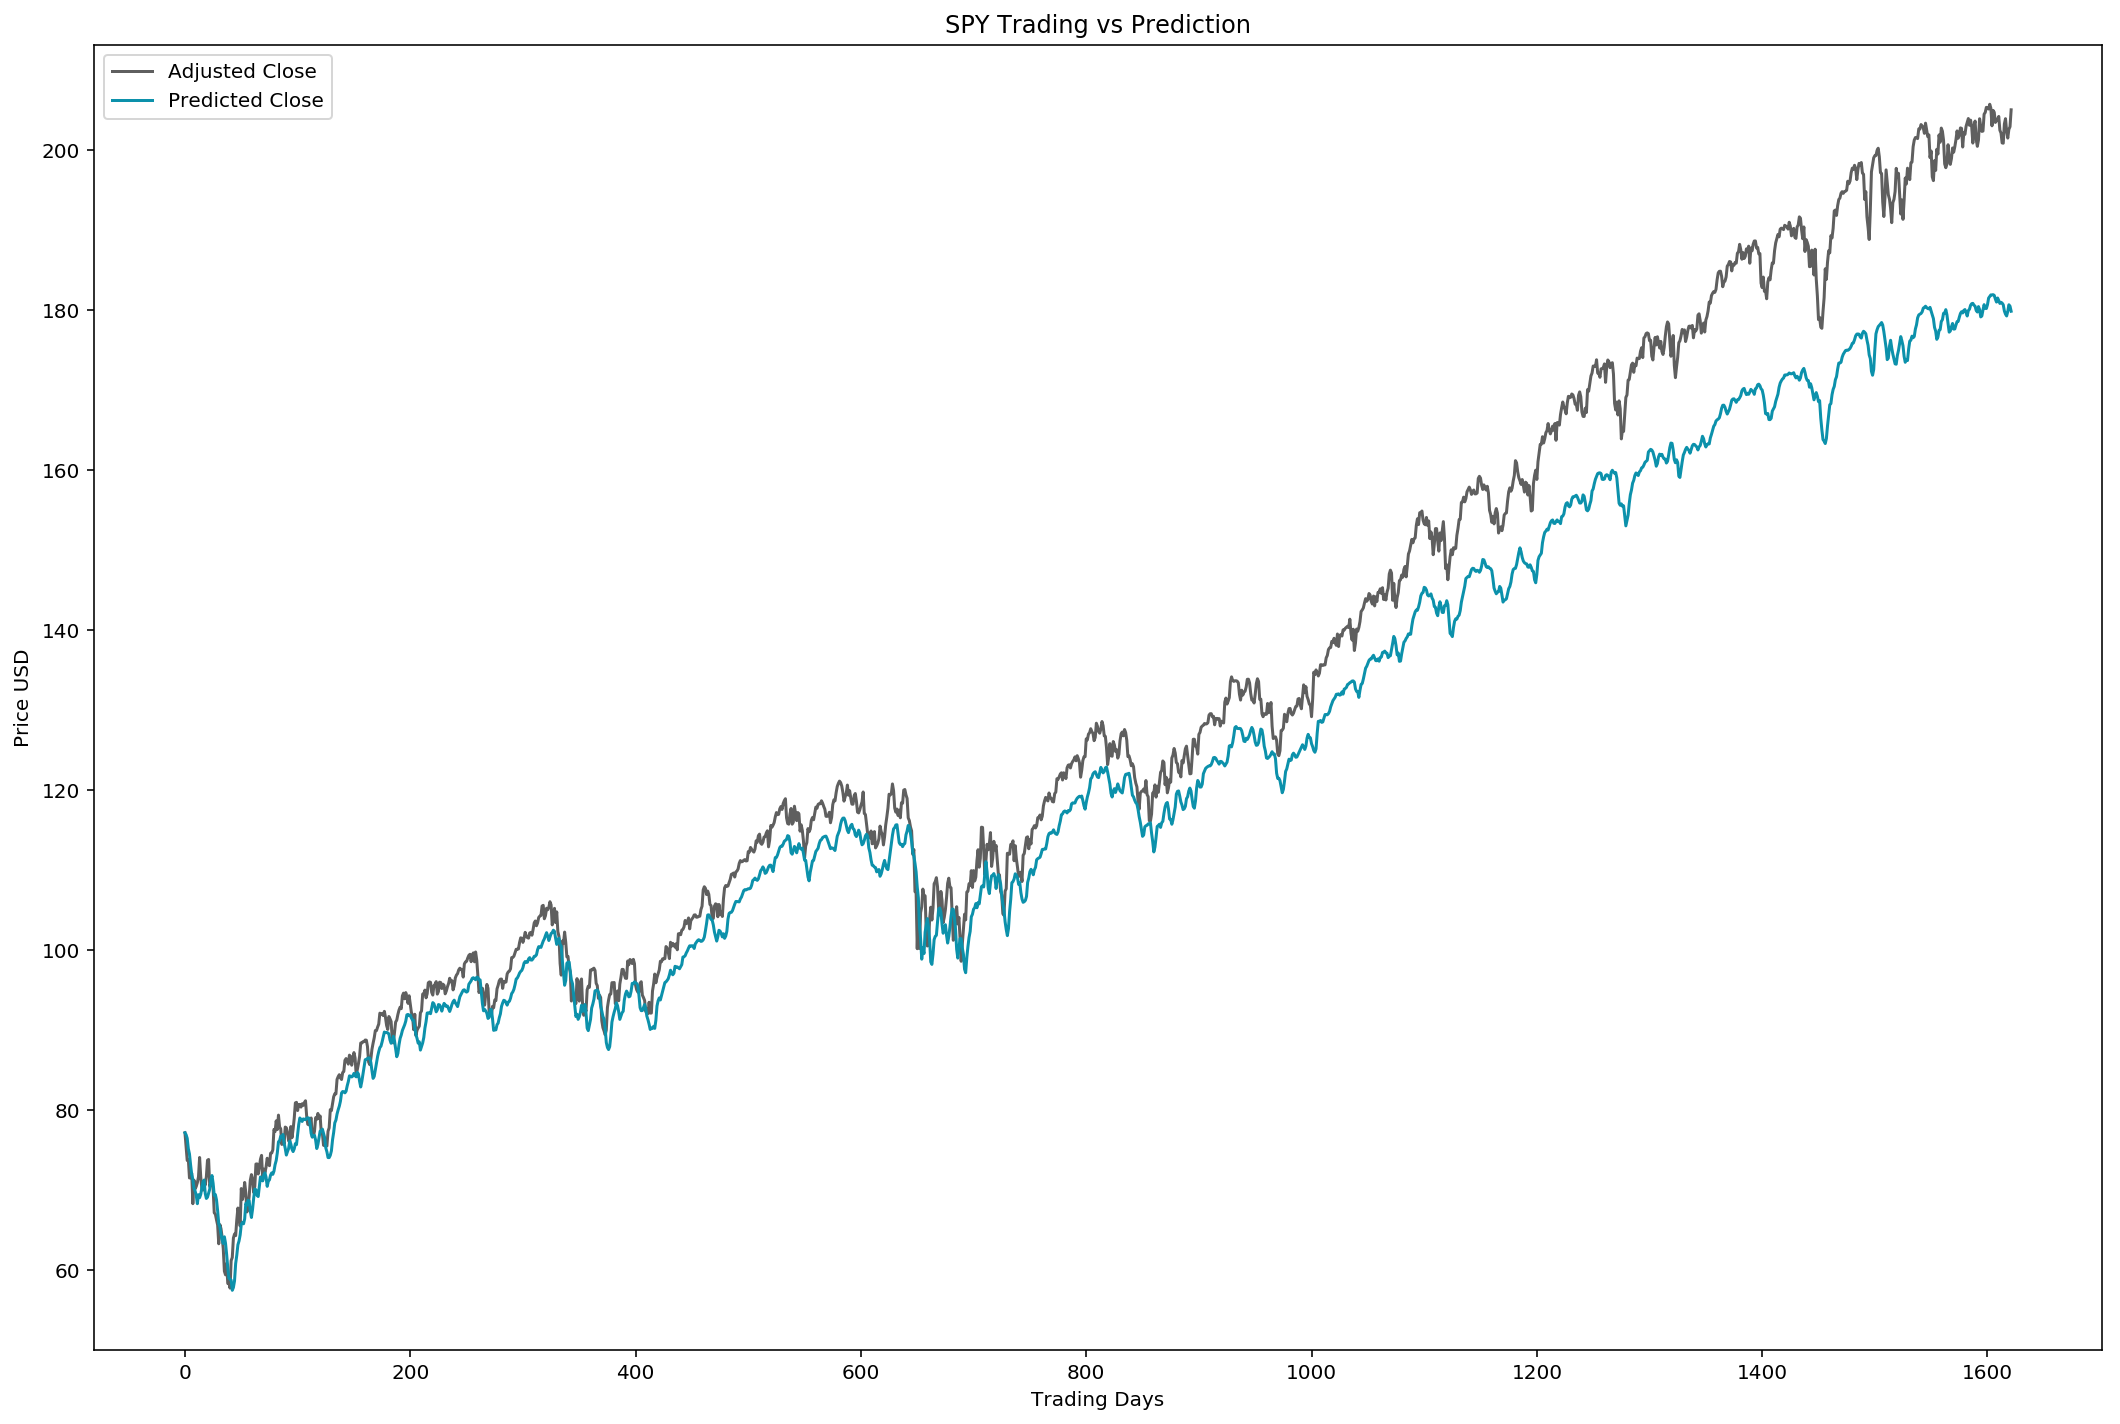 SPY Trading vs Prediction
Adjusted Close
Predicted Close
200
180
160
140
120
100
80
60
Price USD
0 200 400 600 800 1000 1200 1400 1600
Trading Days